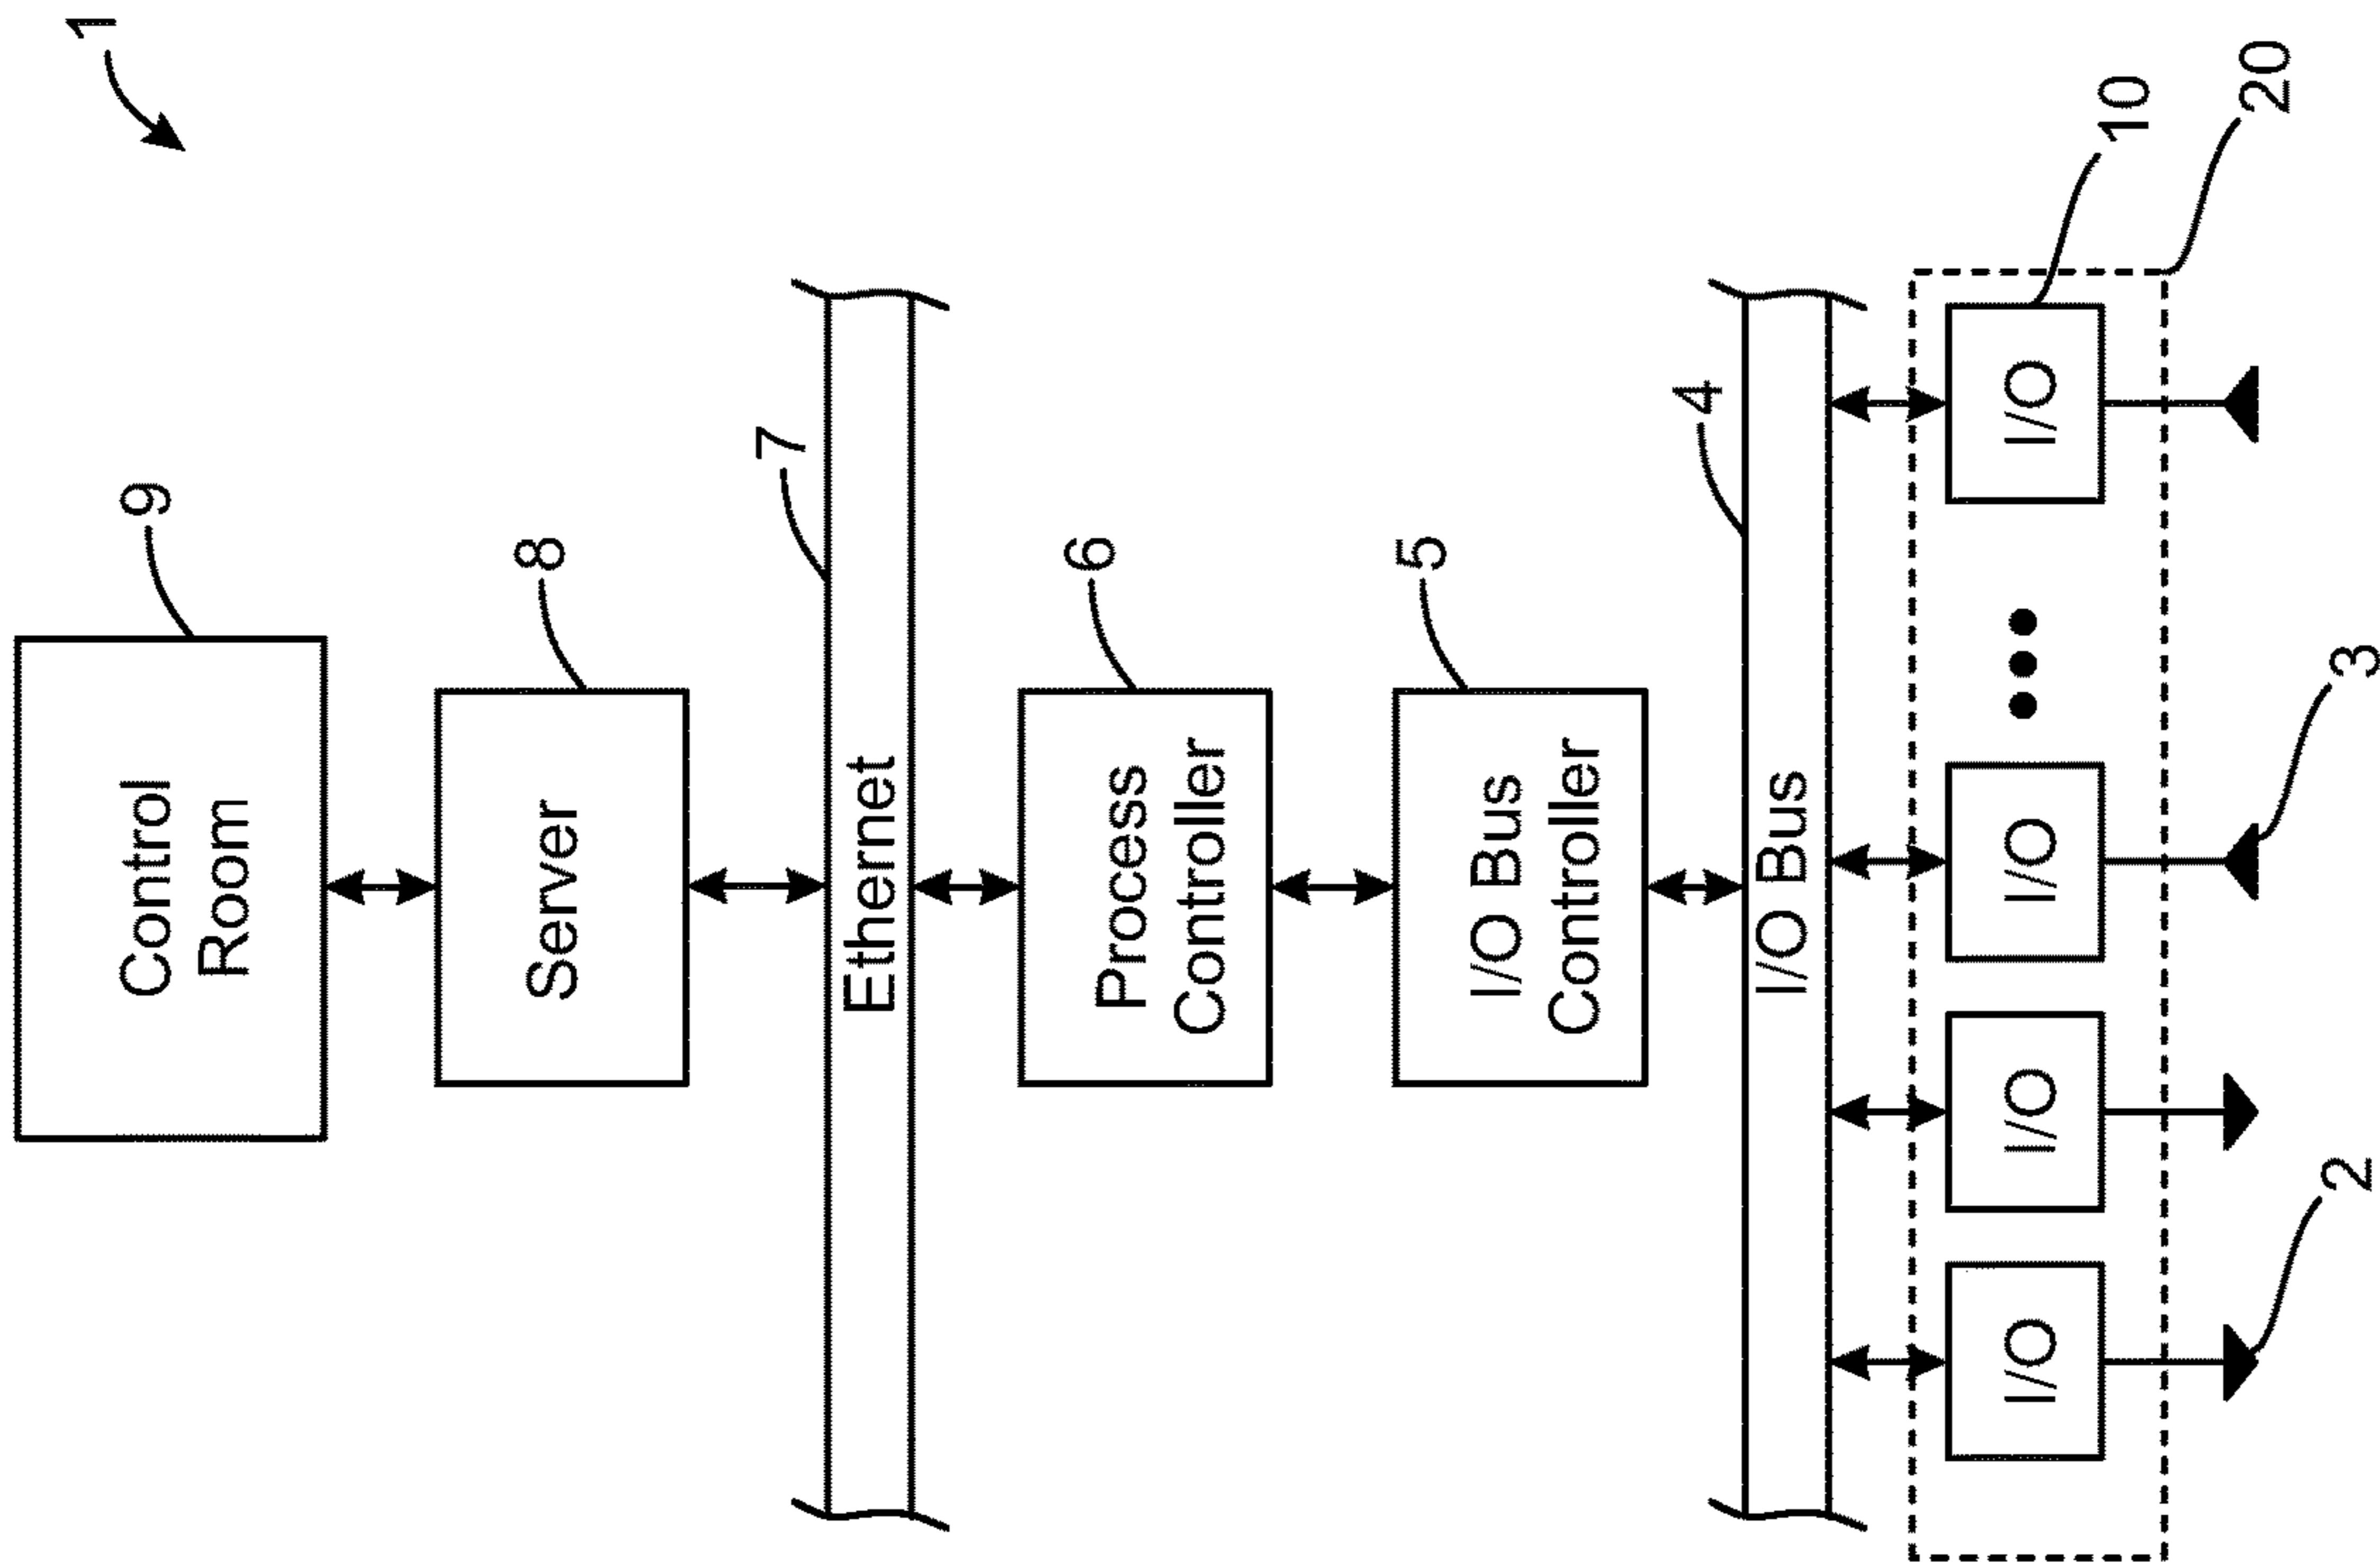 1
Control
Room
9
Server
8
7
Ethernet
Process
Controller
6
I/O Bus
Controller
5
4
I/O Bus
I/O
I/O
I/O
I/O
10
20
2
3